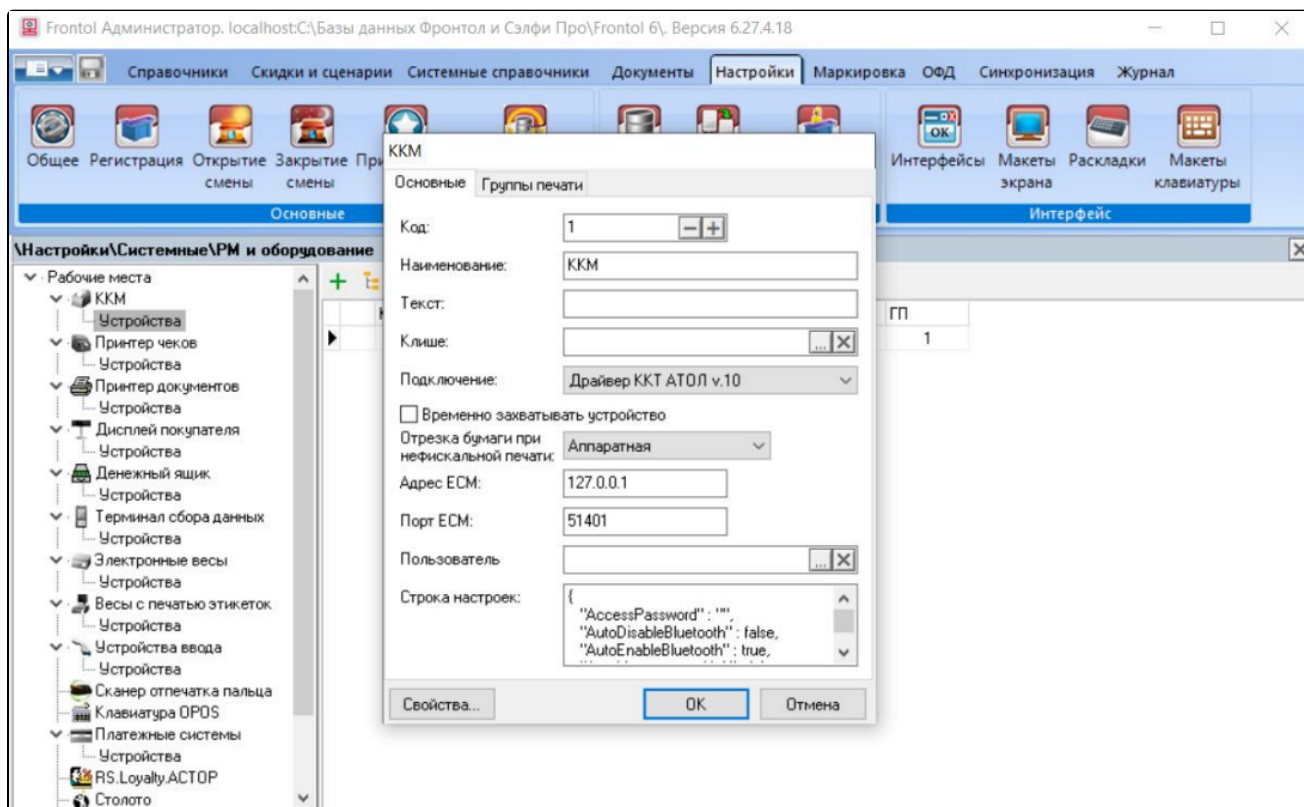 Frontol Администратор. localhost:C:\Базы данных Фронтол и Сэлфи Про\Frontol 6\. Версия 6.27.4.18
Справочники Скидки и сценарии Системные справочники Документы Настройки Маркировка ОФД Синхронизация Журнал
Общее Регистрация Открытие смены Закрытие смены
OK
Интерфейсы Макеты экрана Раскладки Макеты клавиатуры
Основные
Интерфейс
\Настройки\Системные\РМ и оборудование
Рабочие места
ККМ
Устройства
Принтер чеков
Устройства
Принтер документов
Устройства
Дисплей покупателя
Устройства
Денежный ящик
Устройства
Терминал сбора данных
Устройства
Электронные весы
Устройства
Весы с печатью этикеток
Устройства
Устройства ввода
Устройства
Сканер отпечатка пальца
Клавиатура OPOS
Платежные системы
Устройства
RS.Loyalty.ACTOP
Столото
ГП
1
ККМ
Основные Группы печати
Код: 1
Наименование: ККМ
Текст:
Клише: ...
Подключение: Драйвер ККТ АТОЛ v.10
Временно захватывать устройство
Отрезка бумаги при
нефискальной печати: Аппаратная
Адрес ECM: 127.0.0.1
Порт ECM: 51401
Пользователь ...
Строка настроек: {
"AccessPassword" : "",
"AutoDisableBluetooth" : false,
"AutoEnableBluetooth" : true,
Свойства... OK Отмена